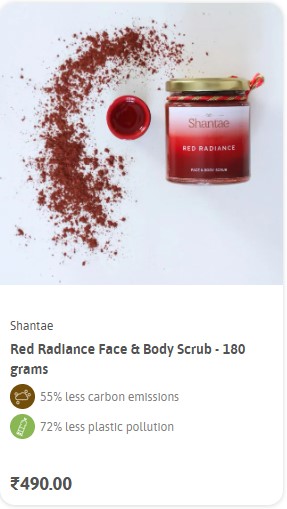 Shantae
RED RADIANCE
FACE & BODY SCRUB
Shantae
Red Radiance Face & Body Scrub - 180
grams
55% less carbon emissions
72% less plastic pollution
₹490.00